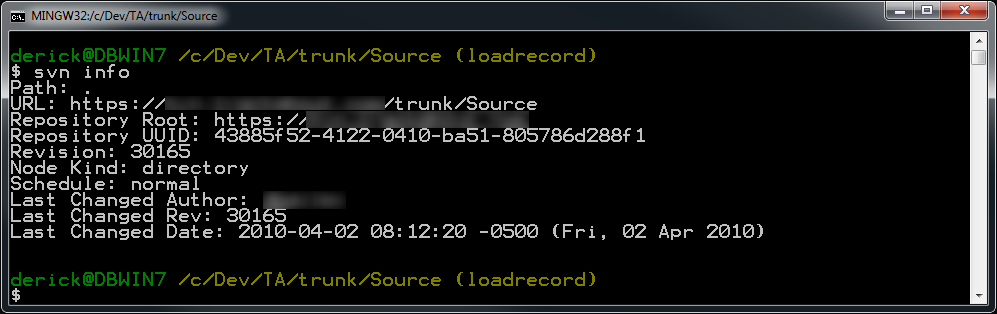 MINGW32:/c/Dev/TA/trunk/Source
derick@DBWIN7 /c/Dev/TA/trunk/Source (loadrecord)
$ svn info
Path: .
URL: https:///trunk/Source
Repository Root: https://
Repository UUID: 43885f52-4122-0410-ba51-805786d288f1
Revision: 30165
Node Kind: directory
Schedule: normal
Last Changed Author:
Last Changed Rev: 30165
Last Changed Date: 2010-04-02 08:12:20 -0500 (Fri, 02 Apr 2010)
derick@DBWIN7 /c/Dev/TA/trunk/Source (loadrecord)
$